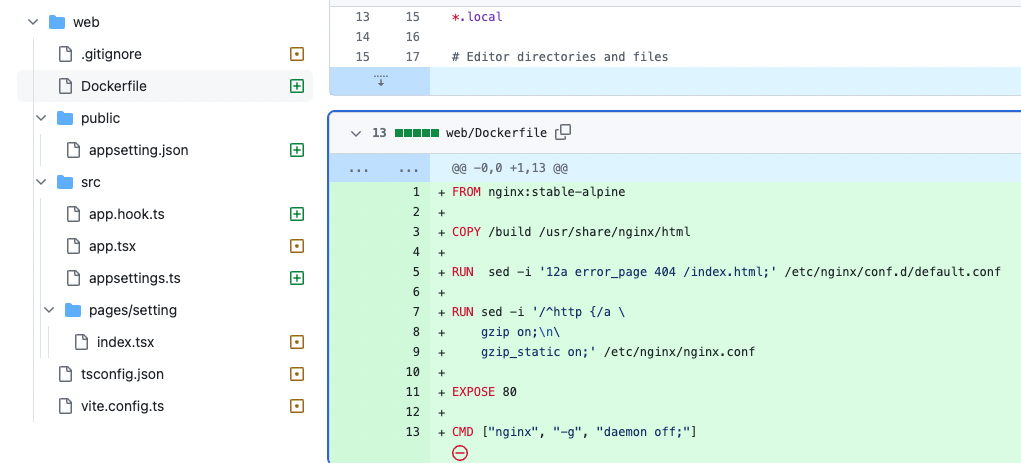 web
.gitignore
Dockerfile
public
appsetting.json
src
app.hook.ts
app.tsx
appsettings.ts
pages/setting
index.tsx
tsconfig.json
vite.config.ts
13 15 *.local
14 16
15 17 # Editor directories and files
13 web/Dockerfile
... ... @@ -0,0 +1,13 @@
1 + FROM nginx:stable-alpine
2 +
3 + COPY /build /usr/share/nginx/html
4 +
5 + RUN  sed -i '12a error_page 404 /index.html;' /etc/nginx/conf.d/default.conf
6 +
7 + RUN sed -i '/^http {/a \
8 +     gzip on;\n\
9 +     gzip_static on;' /etc/nginx/nginx.conf
10 +
11 + EXPOSE 80
12 +
13 + CMD ["nginx", "-g", "daemon off;"]